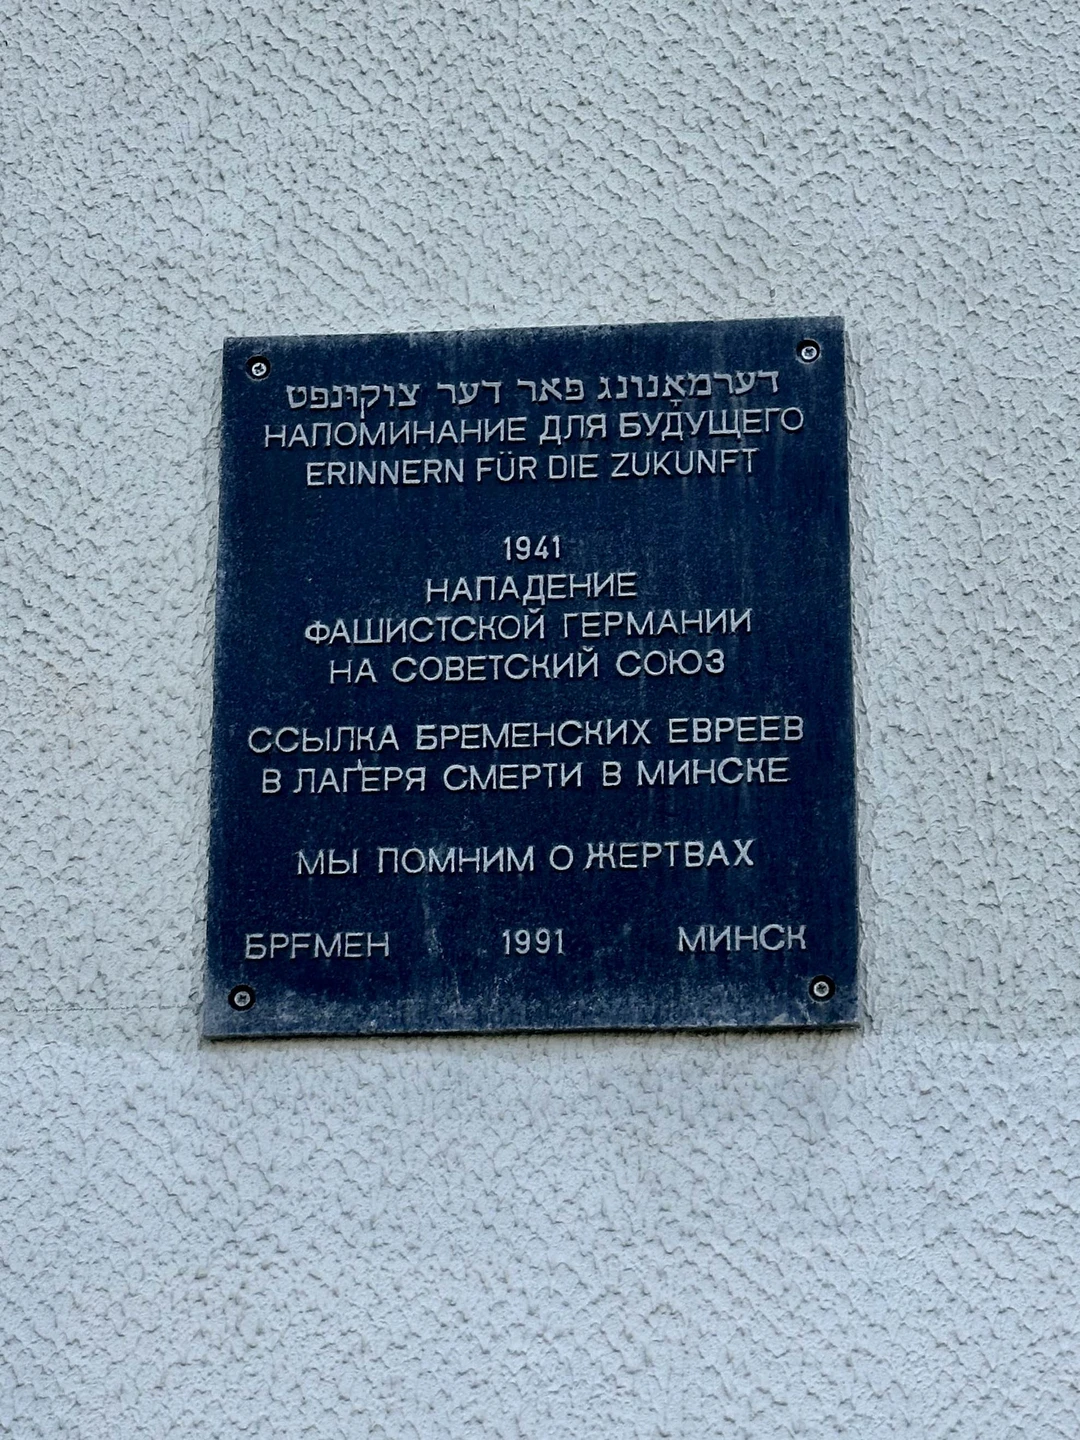 דערמאָנונג פאר דער צוקונפט
НАПОМИНАНИЕ ДЛЯ БУДУЩЕГО
ERINNERN FÜR DIE ZUKUNFT
1941
НАПАДЕНИЕ
ФАШИСТСКОЙ ГЕРМАНИИ
НА СОВЕТСКИЙ СОЮЗ
ССЫЛКА БРЕМЕНСКИХ ЕВРЕЕВ
В ЛАГЕРЯ СМЕРТИ В МИНСКЕ
МЫ ПОМНИМ О ЖЕРТВАХ
БРЕМЕН 1991 МИНСК